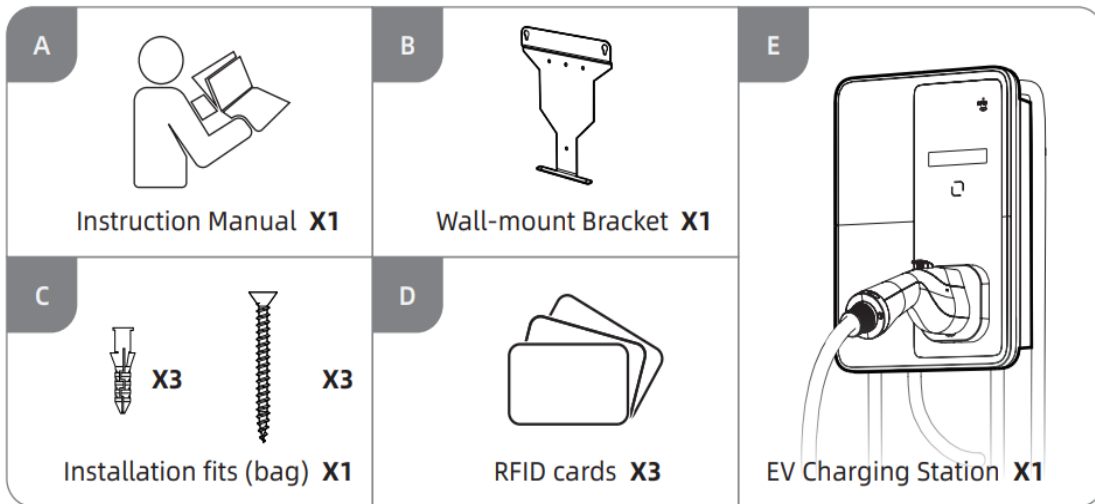 A
Instruction Manual X1
B
Wall-mount Bracket X1
C
X3
X3
Installation fits (bag) X1
D
RFID cards X3
E
EV Charging Station X1